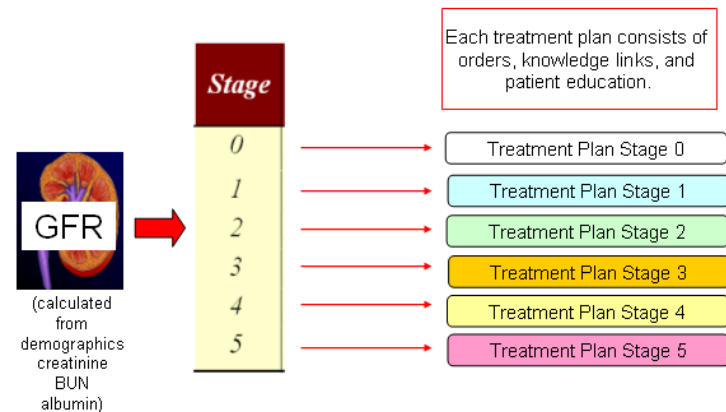 Each treatment plan consists of
orders, knowledge links, and
patient education.
Stage
0
1
2
3
4
5
GFR
(calculated
from
demographics
creatinine
BUN
albumin)
Treatment Plan Stage 0
Treatment Plan Stage 1
Treatment Plan Stage 2
Treatment Plan Stage 3
Treatment Plan Stage 4
Treatment Plan Stage 5